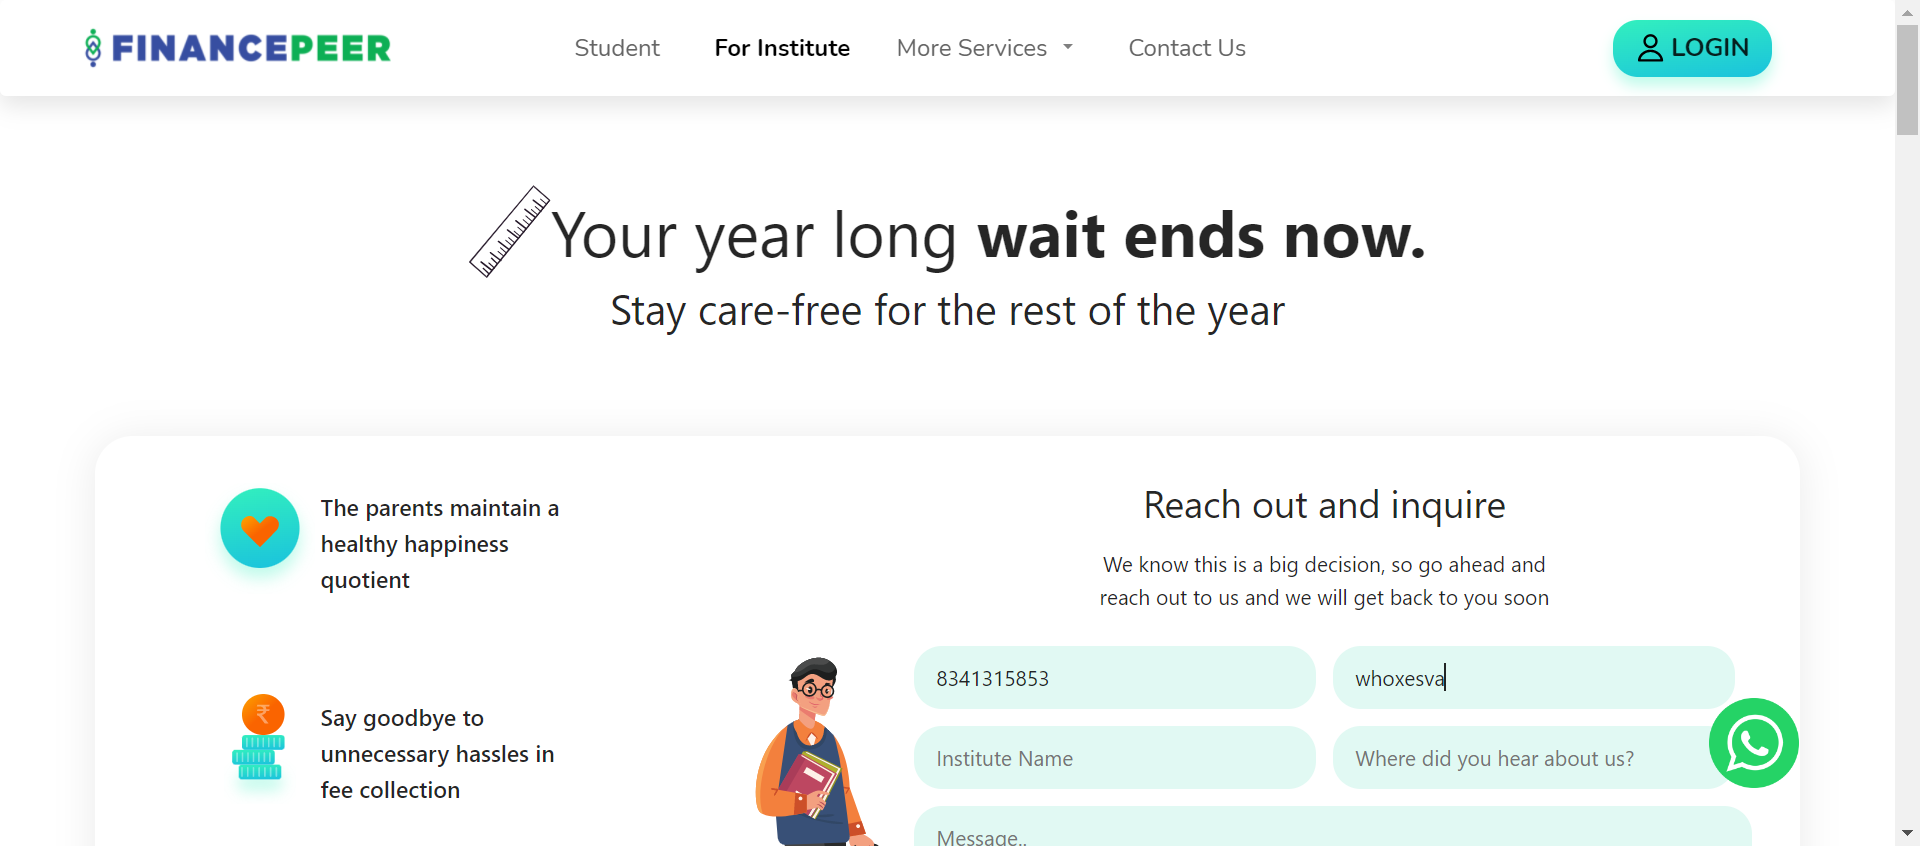 FINANCEPEER
Student
For Institute
More Services
Contact Us
LOGIN
Your year long wait ends now.
Stay care-free for the rest of the year
The parents maintain a
healthy happiness
quotient
Say goodbye to
unnecessary hassles in
fee collection
Reach out and inquire
We know this is a big decision, so go ahead and
reach out to us and we will get back to you soon
8341315853
whoxesva
Institute Name
Where did you hear about us?
Message..